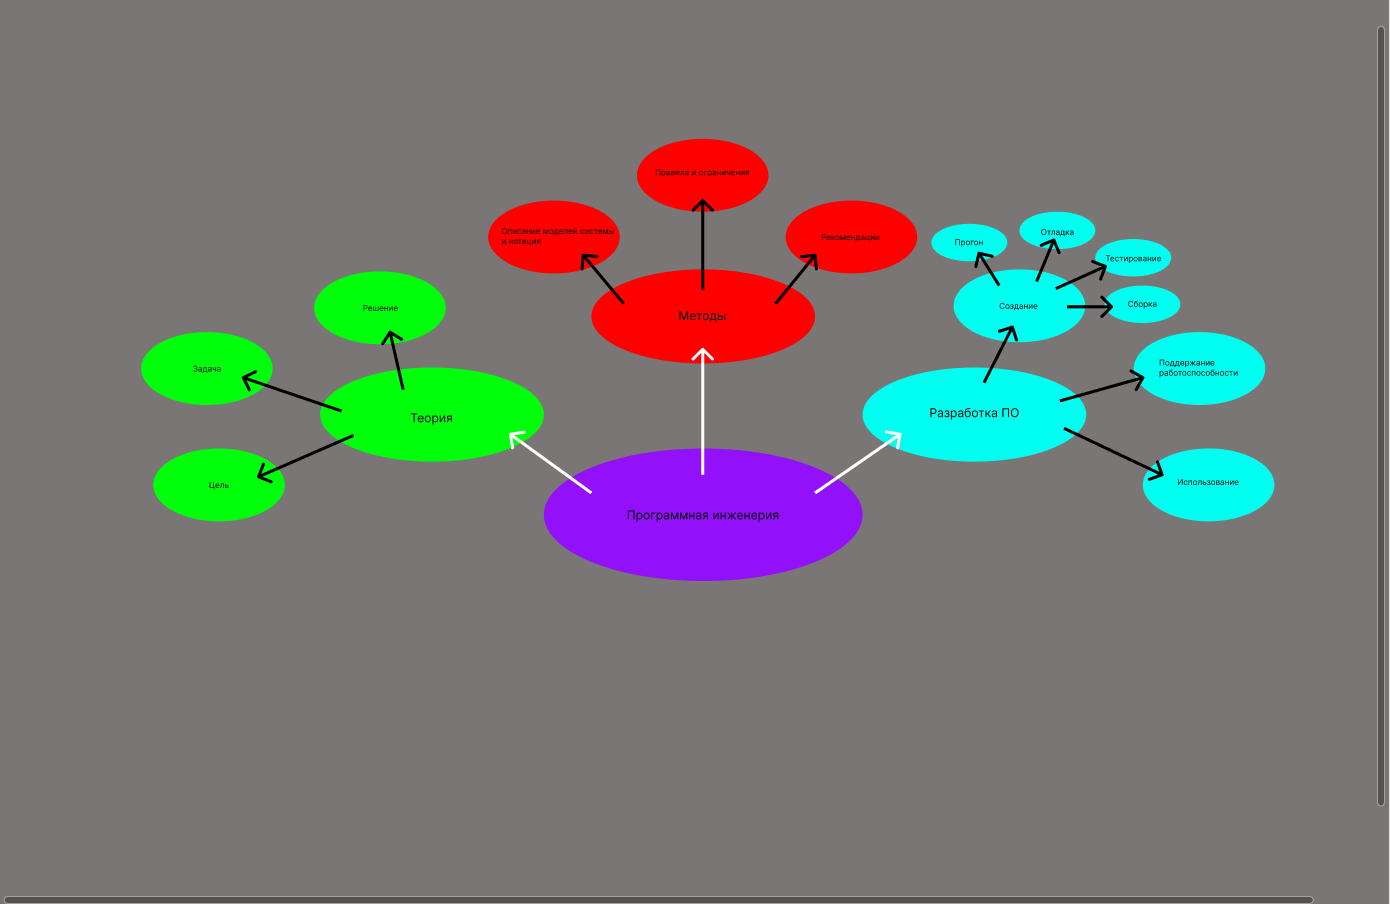 Правила и ограничения
Описание моделей системы
и нотация
Рекомендации
Прогон
Отладка
Тестирование
Сборка
Создание
Решение
Методы
Задача
Поддержание
работоспособности
Теория
Разработка ПО
Цель
Использование
Программная инженерия